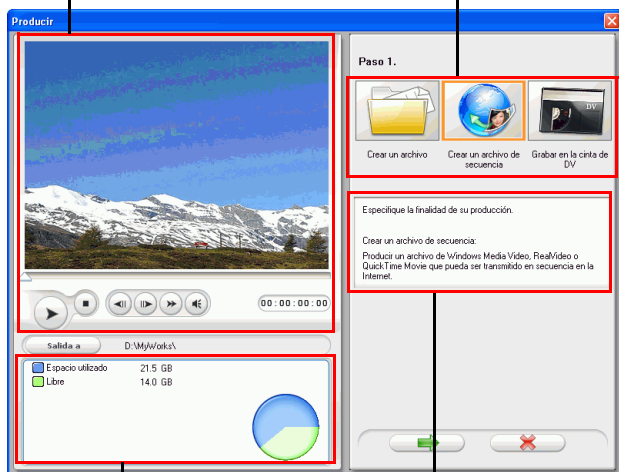 Producir
Paso 1.
DV
Crear un archivo
Crear un archivo de
secuencia
Grabar en la cinta de
DV
Especifique la finalidad de su producción.
Crear un archivo de secuencia:
Producir un archivo de Windows Media Video, RealVideo o
QuickTime Movie que pueda ser transmitido en secuencia en la
Internet.
00:00:00:00
Salida a
D:\MyWorks\
Espacio utilizado 21.5 GB
Libre 14.0 GB